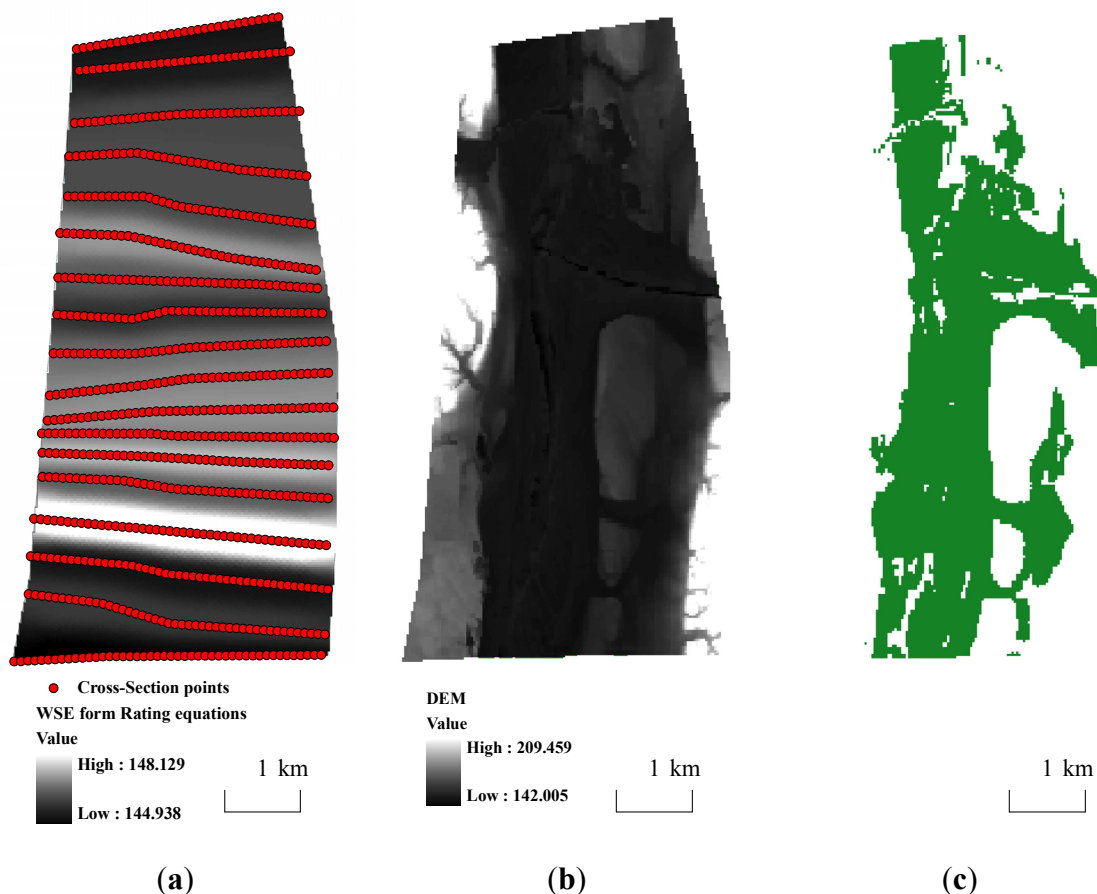 Cross-Section points
WSE form Rating equations
Value
High : 148.129
Low : 144.938
1 km
(a)
DEM
Value
High : 209.459
Low : 142.005
1 km
(b)
1 km
(c)